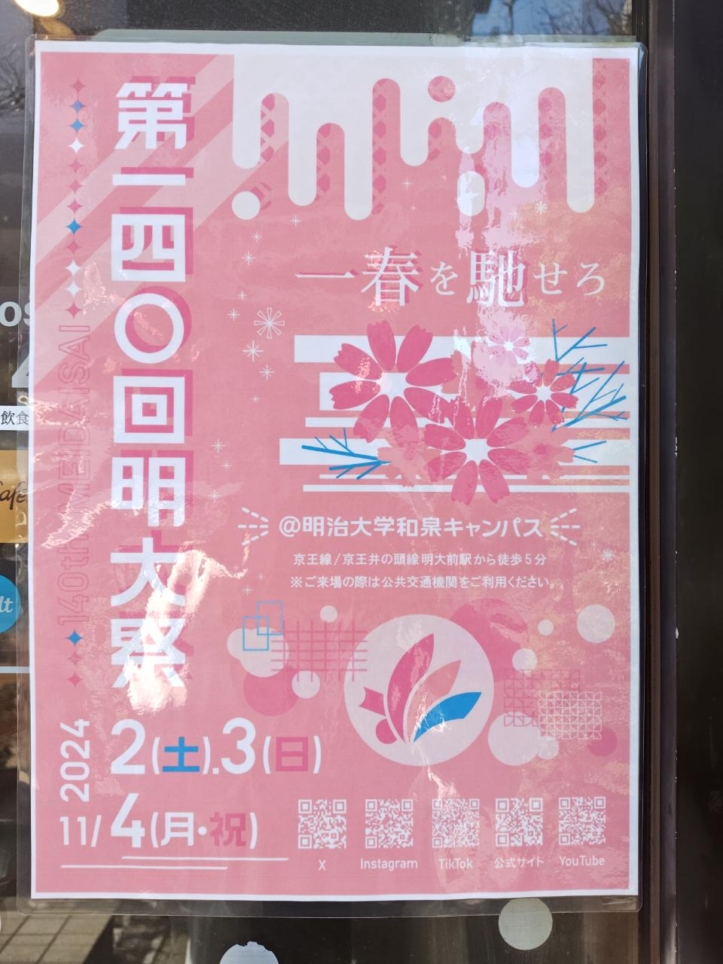 第一四〇回明大祭
140th MEIDAISAI
一春を馳せろ
@明治大学和泉キャンパス
京王線/京王井の頭線 明大前駅から徒歩5分
※ご来場の際は公共交通機関をご利用ください。
2024
11/
2(土).3(日)
4(月・祝)
X
Instagram
TikTok
公式サイト
YouTube
飲食